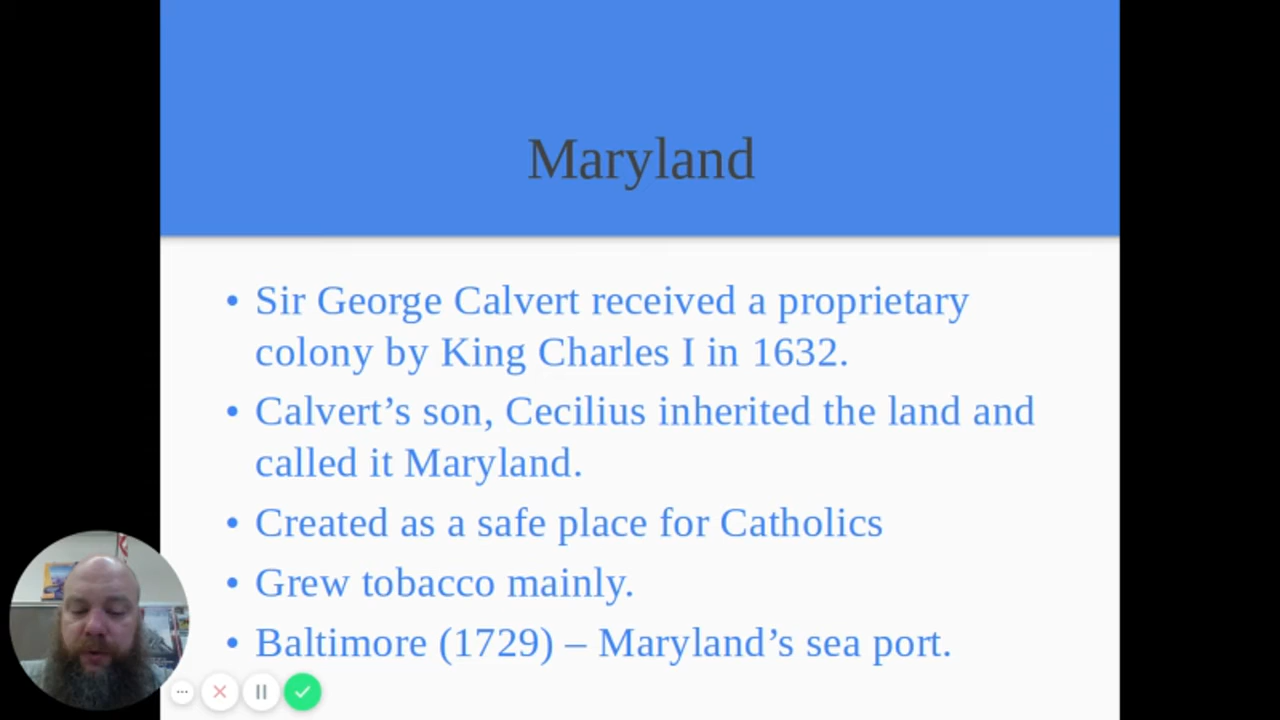 Maryland
• Sir George Calvert received a proprietary
colony by King Charles I in 1632.
• Calvert’s son, Cecilius inherited the land and
called it Maryland.
• Created as a safe place for Catholics
• Grew tobacco mainly.
• Baltimore (1729) – Maryland’s sea port.